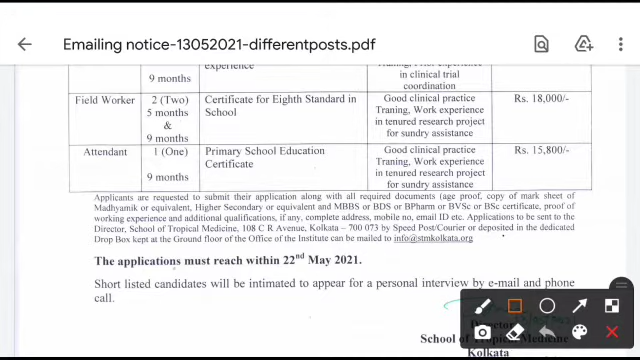 Emailing notice-13052021-differentposts.pdf
experience
Traning, Prior experience
9 months
in clinical trial
coordination
Field Worker
2 (Two)
5 months
&
9 months
Certificate for Eighth Standard in
School
Good clinical practice
Traning, Work experience
in tenured research project
for sundry assistance
Rs. 18,000/-
Attendant
1 (One)
9 months
Primary School Education
Certificate
Good clinical practice
Traning, Work experience
in tenured research project
for sundry assistance
Rs. 15,800/-
Applicants are requested to submit their application along with all required documents (age proof, copy of mark sheet of
Madhyamik or equivalent, Higher Secondary or equivalent and MBBS or BDS or BPharm or BVSc or BSc certificate, proof of
working experience and additional qualifications, if any, complete address, mobile no, email ID etc. Applications to be sent to the
Director, School of Tropical Medicine, 108 C R Avenue, Kolkata – 700 073 by Speed Post/Courier or deposited in the dedicated
Drop Box kept at the Ground floor of the Office of the Institute can be mailed to info@stmkolkata.org
The applications must reach within 22nd May 2021.
Short listed candidates will be intimated to appear for a personal interview by e-mail and phone
call.
School of Tropical Medicine
Kolkata